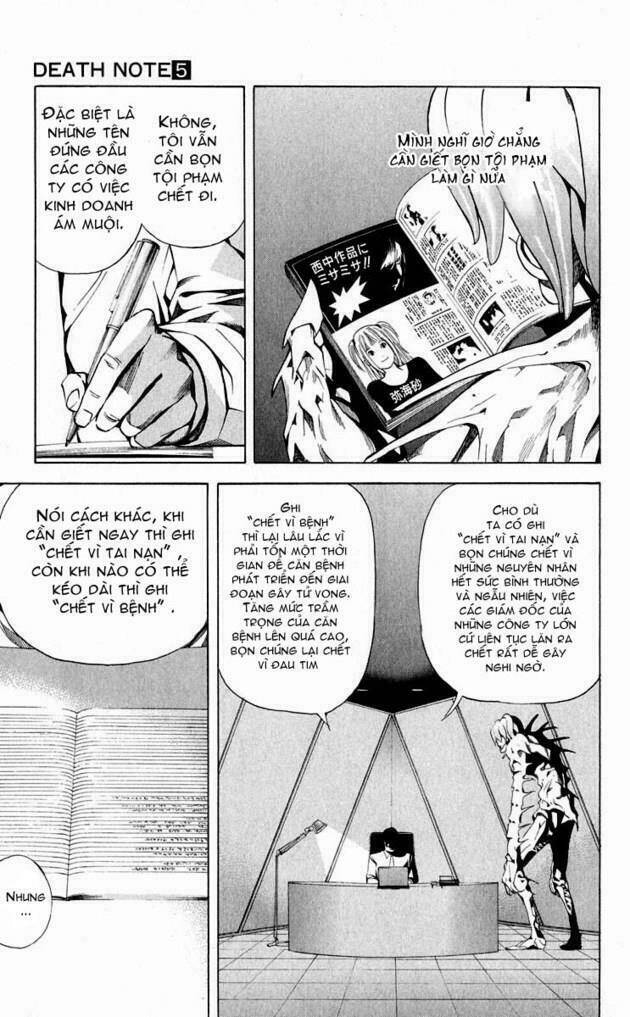 DEATH NOTE 5
MÌNH NGHĨ GIỜ CHẲNG
CẦN GIẾT BỌN TỘI PHẠM
LÀM GÌ NỮA
西中作品に
ミサミサ!!
弥海砂
KHÔNG,
TÔI VẪN
CẦN BỌN
TỘI PHẠM
CHẾT ĐI.
ĐẶC BIỆT LÀ
NHỮNG TÊN
ĐỨNG ĐẦU
CÁC CÔNG
TY CÓ VIỆC
KINH DOANH
ÁM MUỘI.
CHO DÙ
TA CÓ GHI
“CHẾT VÌ
TAI NẠN” VÀ
BỌN CHÚNG CHẾT VÌ
NHỮNG NGUYÊN NHÂN
HẾT SỨC BÌNH THƯỜNG
VÀ NGẪU NHIÊN, VIỆC
CÁC GIÁM ĐỐC CỦA
NHỮNG CÔNG TY LỚN
CỨ LIÊN TỤC LĂN RA
CHẾT RẤT DỄ GÂY
NGHI NGỜ.
GHI
“CHẾT VÌ BỆNH”
THÌ LẠI LÂU LẮC VÌ
PHẢI TỐN MỘT THỜI
GIAN ĐỂ CĂN BỆNH
PHÁT TRIỂN ĐẾN GIAI
ĐOẠN GÂY TỬ VONG.
TĂNG MỨC TRẦM
TRỌNG CỦA CĂN
BỆNH LÊN QUÁ CAO,
BỌN CHÚNG LẠI CHẾT
VÌ ĐAU TIM
NÓI CÁCH KHÁC, KHI
CẦN GIẾT NGAY THÌ GHI
“CHẾT VÌ TAI NẠN”,
CÒN KHI NÀO CÓ THỂ
KÉO DÀI THÌ GHI
“CHẾT VÌ BỆNH”.
NHƯNG
...